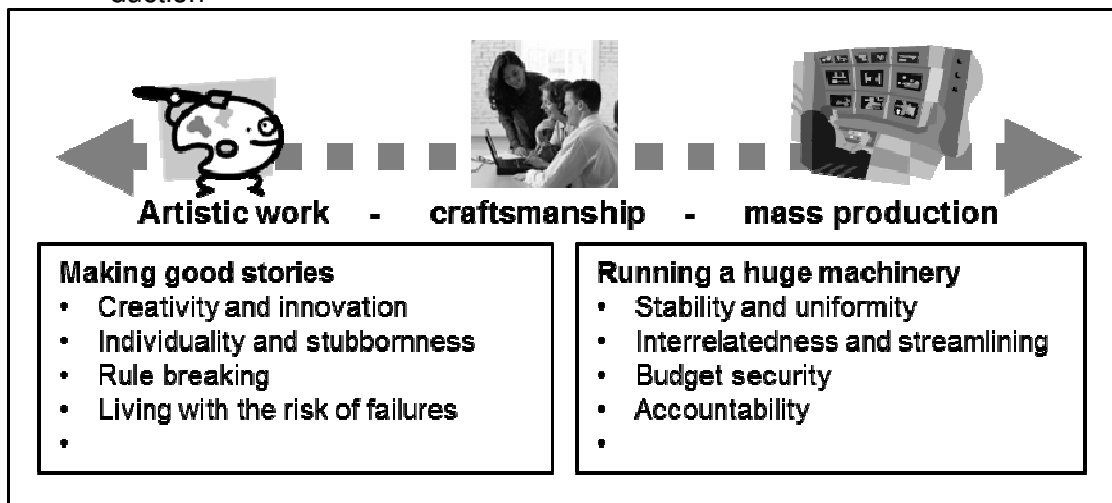 duction
Artistic work - craftsmanship - mass production
Making good stories
• Creativity and innovation
• Individuality and stubbornness
• Rule breaking
• Living with the risk of failures
•
Running a huge machinery
• Stability and uniformity
• Interrelatedness and streamlining
• Budget security
• Accountability
•